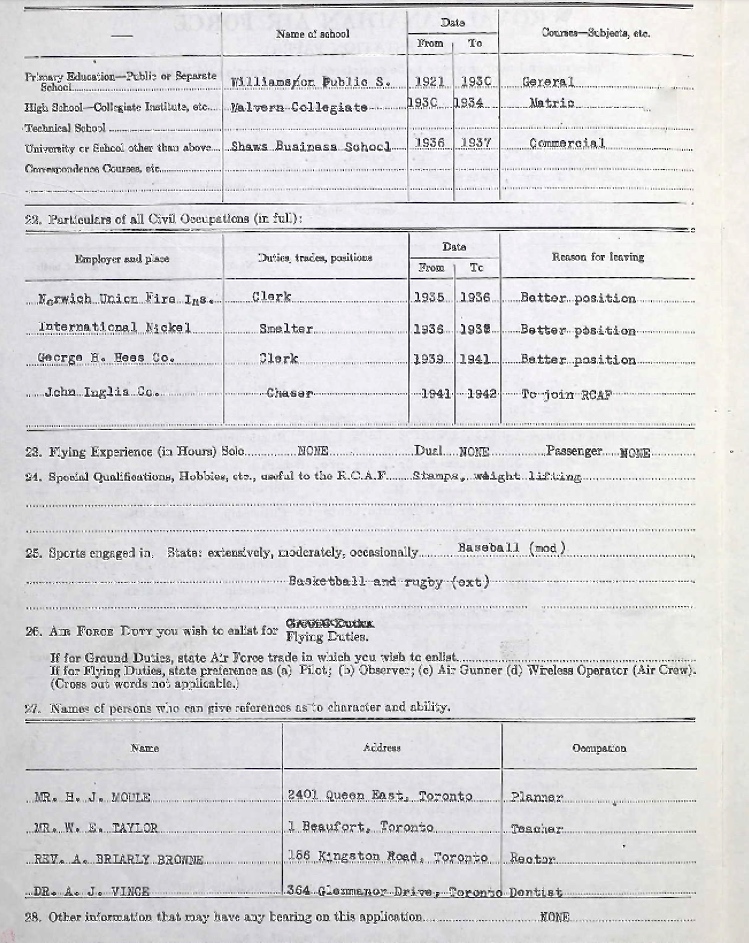 Name of school Date Courses—Subjects, etc.
From To
Primary Education—Public or Separate School Williamson Public S. 1921 1930 General
High School—Collegiate Institute, etc. Malvern Collegiate 1930 1934 Matric
Technical School
University or School other than above Shaws Business School 1936 1937 Commercial
Correspondence Courses, etc.
22. Particulars of all Civil Occupations (in full):
Employer and place Duties, trades, positions Date Reason for leaving
From To
Norwich Union Fire Ins. Clerk 1935 1936 Better position
International Nickel Smelter 1938 Better position
George H. Hees Co. Clerk 1939 1941 Better position
John Inglis Co. Chaser 1941 1942 To join RCAF
23. Flying Experience (in Hours) Solo NONE Dual NONE Passenger NONE
24. Special Qualifications, Hobbies, etc., useful to the R.C.A.F. Stamps, weight lifting
25. Sports engaged in. State: extensively, moderately, occasionally Baseball (mod)
Basketball and rugby (ext)
26. AIR FORCE DUTY you wish to enlist for Ground Duties
Flying Duties.
If for Ground Duties, state Air Force trade in which you wish to enlist
If for Flying Duties, state preference as (a) Pilot; (b) Observer; (c) Air Gunner (d) Wireless Operator (Air Crew).
(Cross out words not applicable.)
27. Names of persons who can give references as to character and ability.
Name Address Occupation
MR. H. J. MOULE 2401 Queen East, Toronto Planner
MR. W. E. TAYLOR 1 Beaufort, Toronto Teacher
REV. A. BRIARLY BROWNE 166 Kingston Road, Toronto Rector
DR. A. J. VINCE 364 Glenmanor Drive, Toronto Dentist
28. Other information that may have any bearing on this application NONE